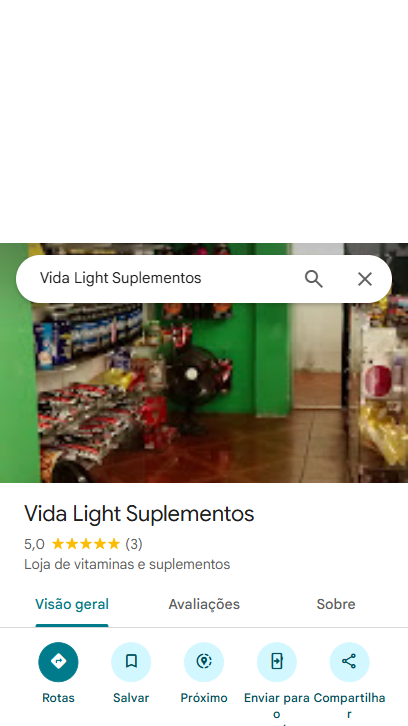 Vida Light Suplementos
Vida Light Suplementos
5,0 (3)
Loja de vitaminas e suplementos
Visão geral Avaliações Sobre
Rotas Salvar Próximo Enviar para o Compartilhar